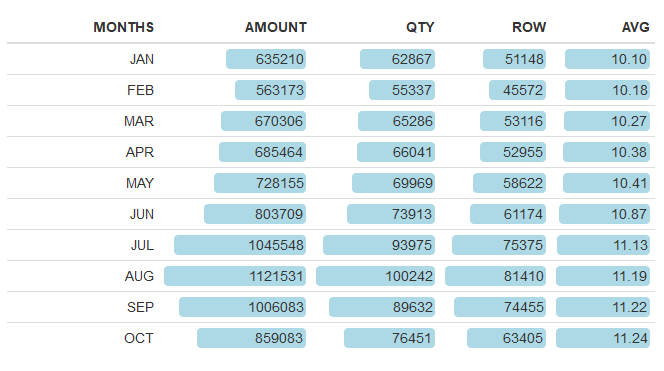 MONTHS AMOUNT QTY ROW AVG
JAN 635210 62867 51148 10.10
FEB 563173 55337 45572 10.18
MAR 670306 65286 53116 10.27
APR 685464 66041 52955 10.38
MAY 728155 69969 58622 10.41
JUN 803709 73913 61174 10.87
JUL 1045548 93975 75375 11.13
AUG 1121531 100242 81410 11.19
SEP 1006083 89632 74455 11.22
OCT 859083 76451 63405 11.24